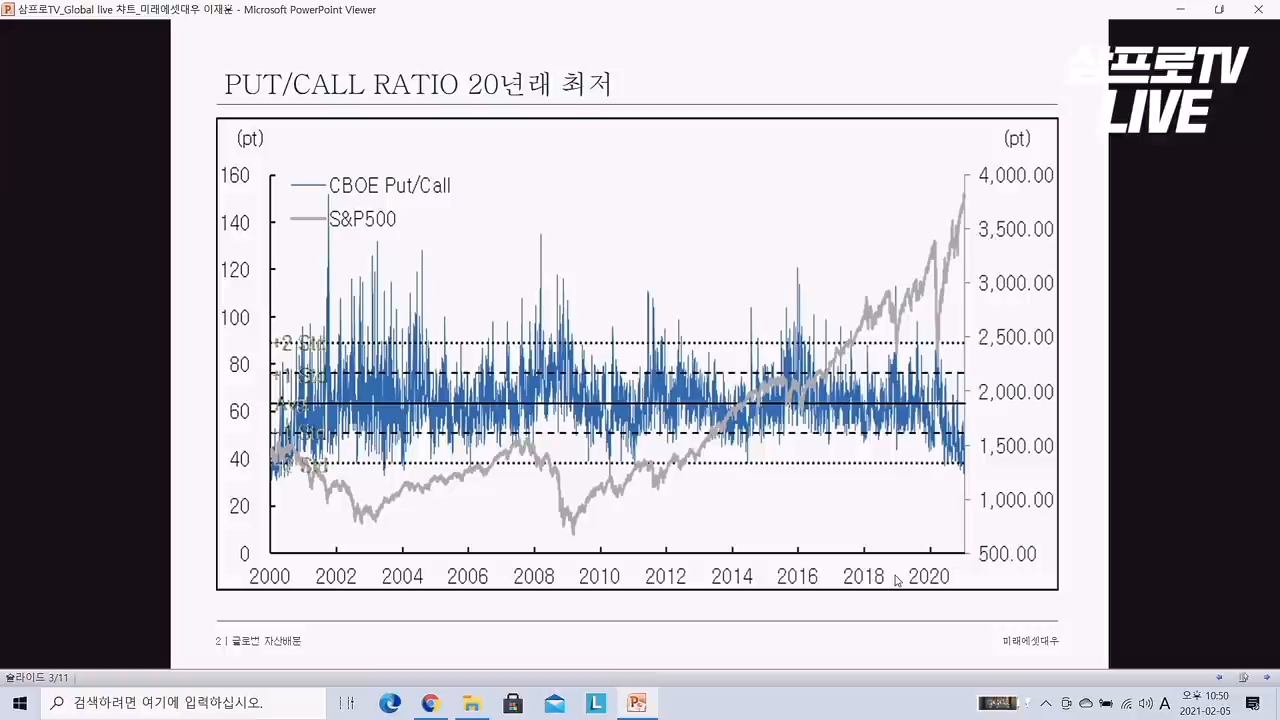 삼프로TV_Global live 챠트_미래에셋대우 이재훈 - Microsoft PowerPoint Viewer
삼프로TV
LIVE
PUT/CALL RATIO 20년래 최저
(pt)
(pt)
160
4,000.00
CBOE Put/Call
S&P500
140
3,500.00
120
3,000.00
100
2,500.00
+2 Std
80
2,000.00
+1 Std
Avg.
60
1,500.00
40
1,000.00
20
0
500.00
2000 2002 2004 2006 2008 2010 2012 2014 2016 2018 2020
2 | 글로벌 자산배분
미래에셋대우
슬라이드 3/11
검색하려면 여기에 입력하십시오.
A
오후 10:50
2021-02-05